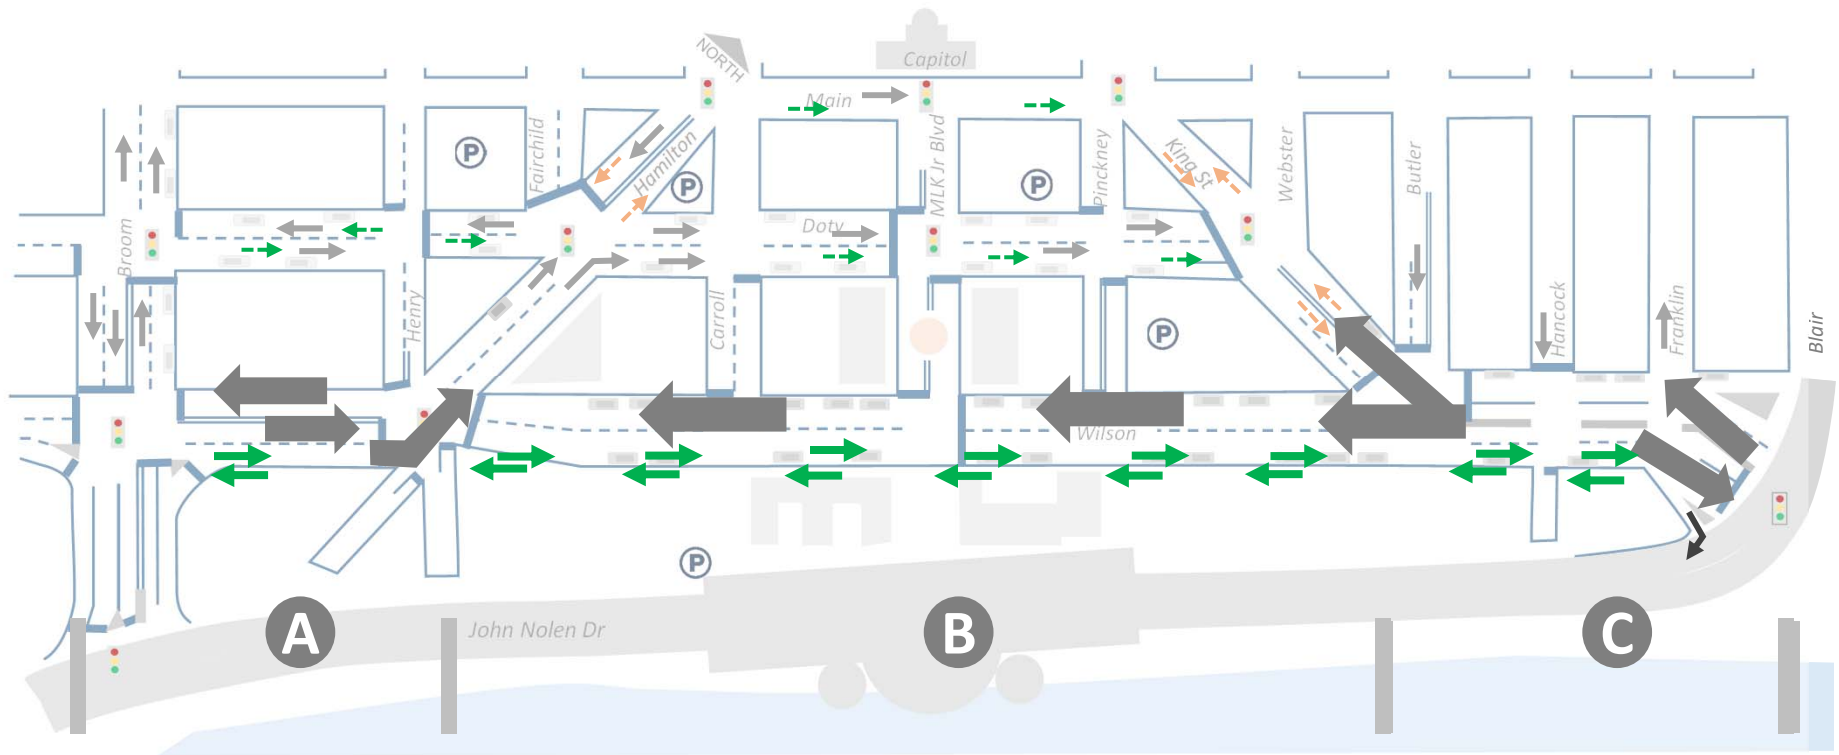 NORTH
Capitol
Main
Fairchild
Hamilton
P
P
MLK Jr Blvd
P
Pinckney
King St
Webster
Butler
Broom
Doty
Henry
Carroll
P
Hancock
Franklin
Blair
Wilson
P
John Nolen Dr
A
B
C